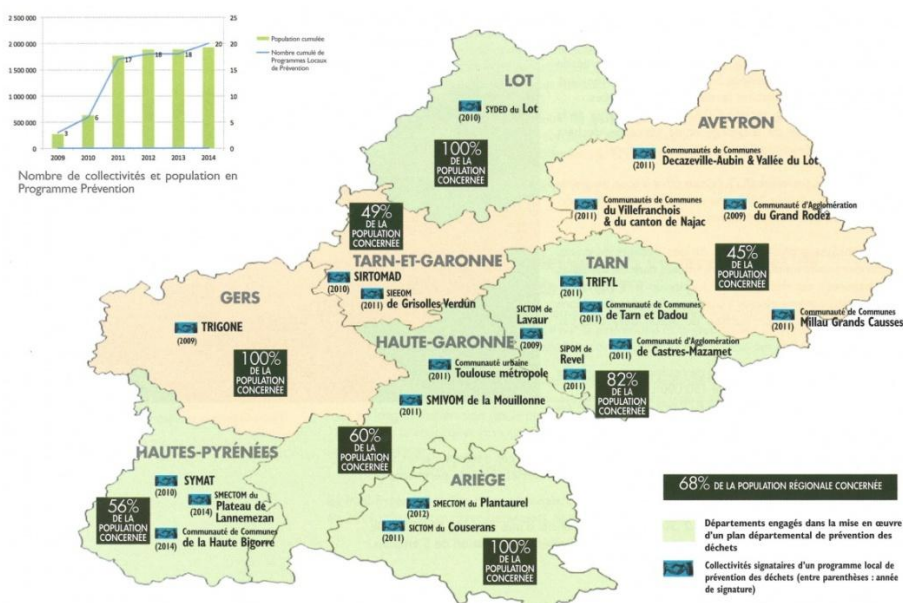 2 500 000
2 000 000
1 500 000
1 000 000
500 000
0
25
20
15
10
5
0
3
6
17
18
18
20
2009
2010
2011
2012
2013
2014
Population cumulée
Nombre cumulé de
Programmes Locaux
de Prévention
Nombre de collectivités et population en
Programme Prévention
LOT
SYDED du Lot
(2010)
100%
DE LA
POPULATION
CONCERNÉE
AVEYRON
Communautés de Communes
Decazeville-Aubin & Vallée du Lot
(2011)
Communautés de Communes
du Villefranchois
& du canton de Najac
(2011)
Communauté d'Agglomération
du Grand Rodez
(2009)
45%
DE LA
POPULATION
CONCERNÉE
Communauté de Communes
Millau Grands Causses
(2011)
49%
DE LA
POPULATION
CONCERNÉE
TARN-ET-GARONNE
SIRTOMAD
(2010)
SIEEOM
de Grisolles Verdun
(2011)
TARN
TRIFYL
(2011)
SICTOM de
Lavaur
(2009)
Communauté de Communes
de Tarn et Dadou
(2011)
Communauté d'Agglomération
de Castres-Mazamet
(2011)
SIPOM de
Revel
(2011)
82%
DE LA
POPULATION
CONCERNÉE
GERS
TRIGONE
(2009)
100%
DE LA
POPULATION
CONCERNÉE
HAUTE-GARONNE
Communauté urbaine
Toulouse métropole
(2011)
SMIVOM de la Mouillonne
(2011)
60%
DE LA
POPULATION
CONCERNÉE
HAUTES-PYRÉNÉES
SYMAT
(2010)
SMECTOM du
Plateau de
Lannemezan
(2014)
56%
DE LA
POPULATION
CONCERNÉE
Communauté de Communes
de la Haute Bigorre
(2014)
ARIÈGE
SMECTOM du Plantaurel
(2012)
SICTOM du Couserans
(2011)
100%
DE LA
POPULATION
CONCERNÉE
68% DE LA POPULATION RÉGIONALE CONCERNÉE
Départements engagés dans la mise en œuvre
d'un plan départemental de prévention des
déchets
Collectivités signataires d'un programme local de
prévention des déchets (entre parenthèses : année
de signature)